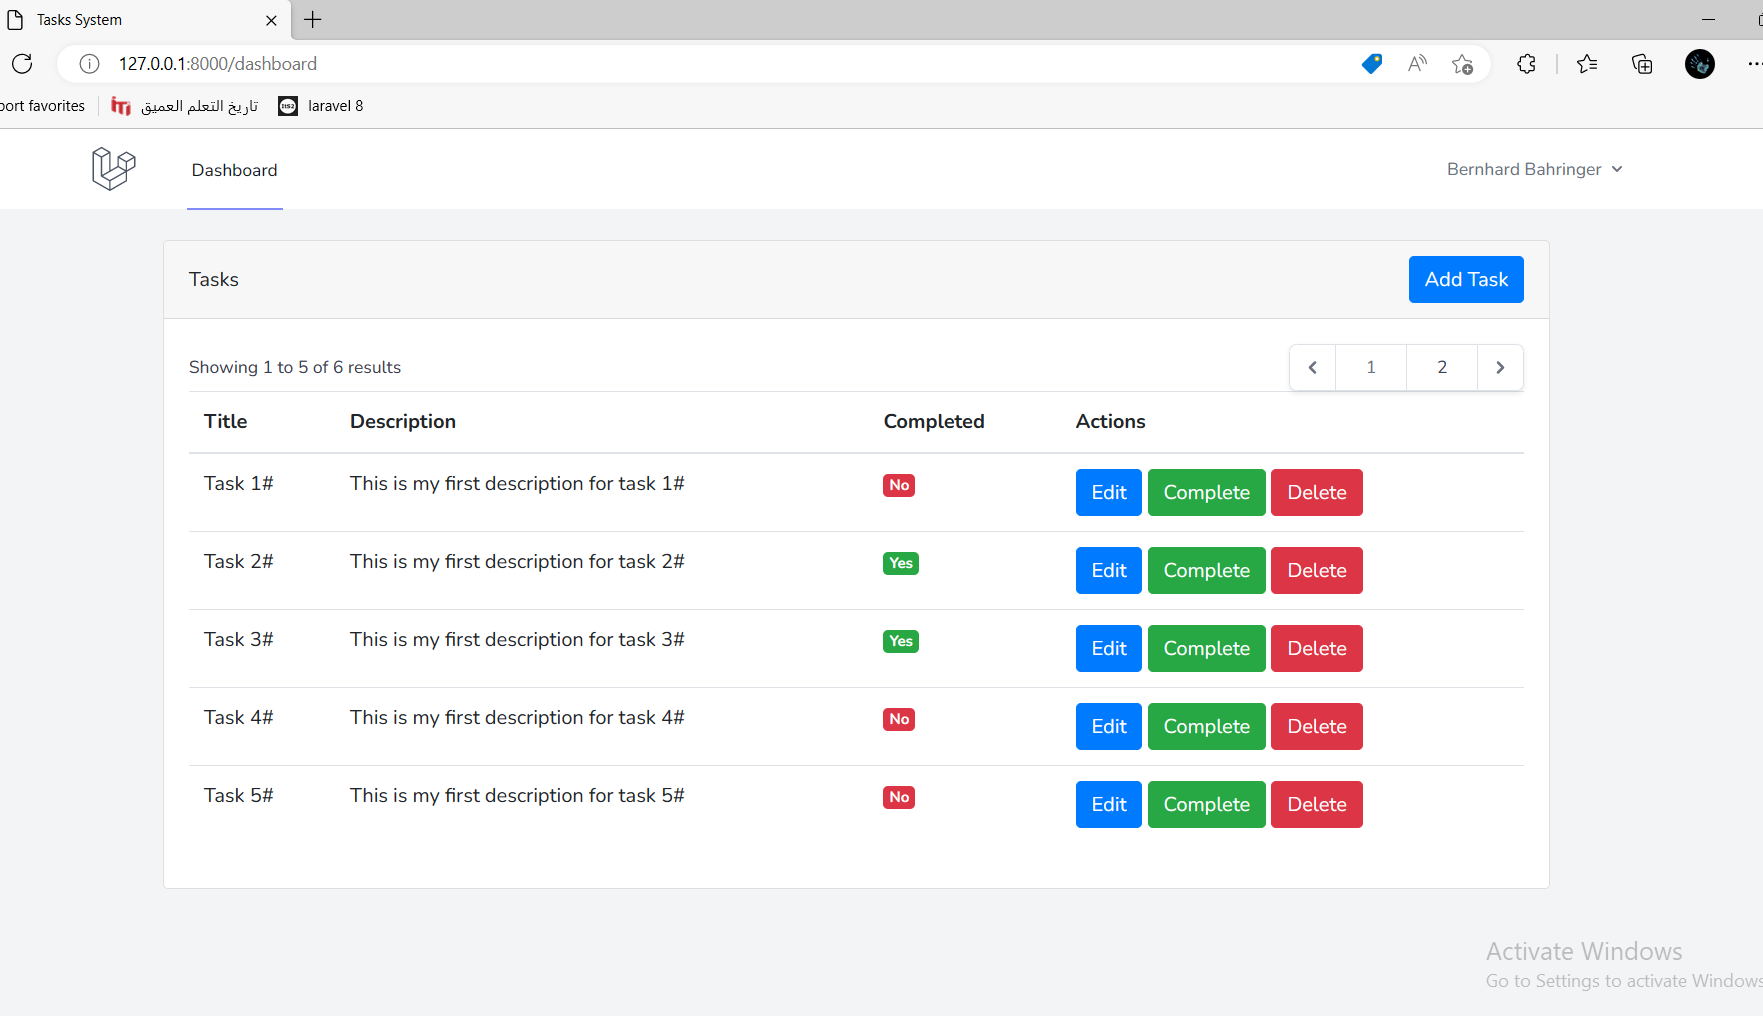 Tasks System
127.0.0.1:8000/dashboard
port favorites
تاريخ التعلم العميق
laravel 8
Dashboard
Bernhard Bahringer
Tasks
Add Task
Showing 1 to 5 of 6 results
1 2
Title Description Completed Actions
Task 1# This is my first description for task 1# No Edit Complete Delete
Task 2# This is my first description for task 2# Yes Edit Complete Delete
Task 3# This is my first description for task 3# Yes Edit Complete Delete
Task 4# This is my first description for task 4# No Edit Complete Delete
Task 5# This is my first description for task 5# No Edit Complete Delete
Activate Windows
Go to Settings to activate Windows